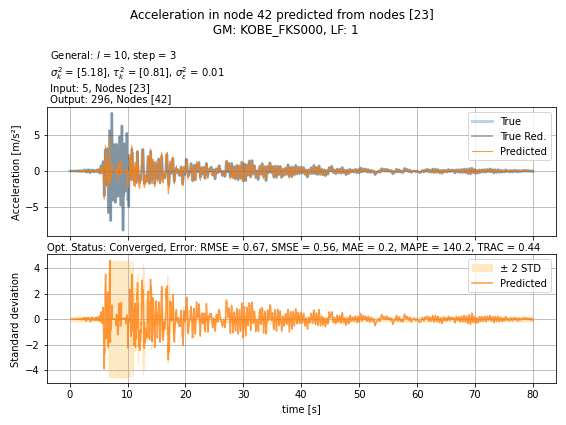 Acceleration in node 42 predicted from nodes [23]
GM: KOBE_FKS000, LF: 1
General: l = 10, step = 3
σ²ₖ = [5.18], τ²ₖ = [0.81], σ²ε = 0.01
Input: 5, Nodes [23]
Output: 296, Nodes [42]
Acceleration [m/s²]
5
0
−5
True
True Red.
Predicted
Opt. Status: Converged, Error: RMSE = 0.67, SMSE = 0.56, MAE = 0.2, MAPE = 140.2, TRAC = 0.44
Standard deviation
4
2
0
−2
−4
± 2 STD
Predicted
0 10 20 30 40 50 60 70 80
time [s]